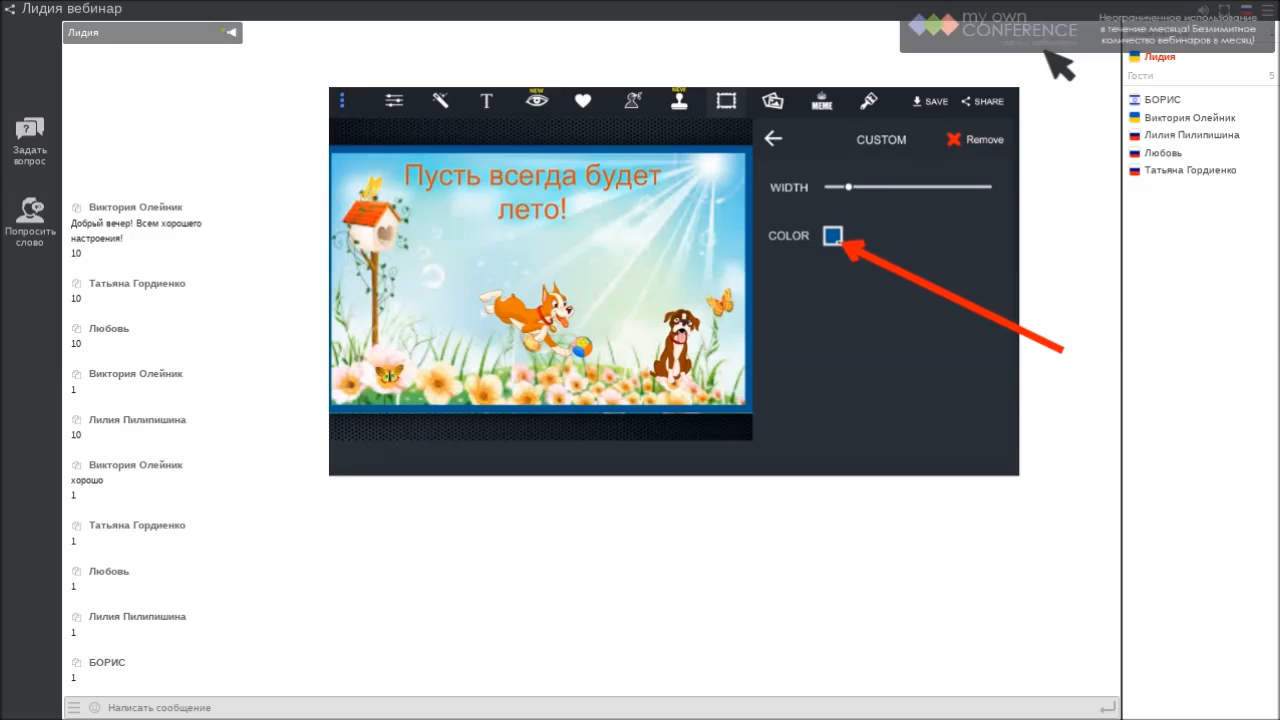 Лидия вебинар
Лидия
my own
CONFERENCE
Неограниченное использование
в течение месяца! Безлимитное
количество вебинаров в месяц!
Лидия
Гости 5
БОРИС
Виктория Олейник
Лилия Пилипишина
Любовь
Татьяна Гордиенко
Задать
вопрос
Попросить
слово
NEW
NEW
T
MEME
SAVE
SHARE
CUSTOM
Remove
WIDTH
COLOR
Пусть всегда будет
лето!
Виктория Олейник
Добрый вечер! Всем хорошего
настроения!
10
Татьяна Гордиенко
10
Любовь
10
Виктория Олейник
1
Лилия Пилипишина
10
Виктория Олейник
хорошо
1
Татьяна Гордиенко
1
Любовь
1
Лилия Пилипишина
1
БОРИС
1
Написать сообщение